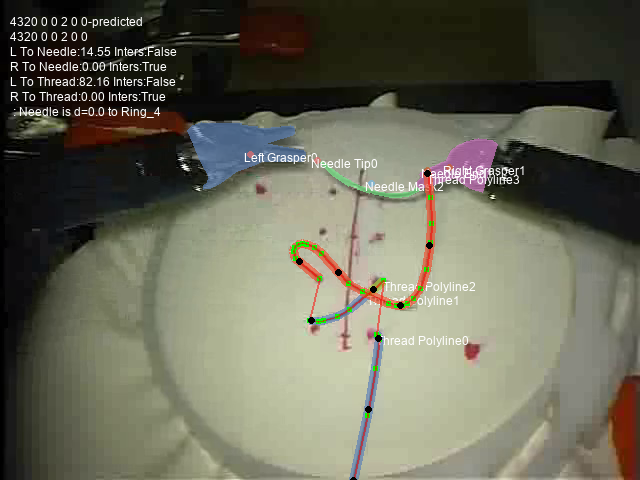 4320 0 0 2 0 0-predicted
4320 0 0 2 0 0
L To Needle:14.55 Inters:False
R To Needle:0.00 Inters:True
L To Thread:82.16 Inters:False
R To Thread:0.00 Inters:True
: Needle is d=0.0 to Ring_4
Left Grasper0
Needle Tip0
Right Grasper1
Thread Polyline3
Needle Mask2
Thread Polyline2
Thread Polyline1
Thread Polyline0